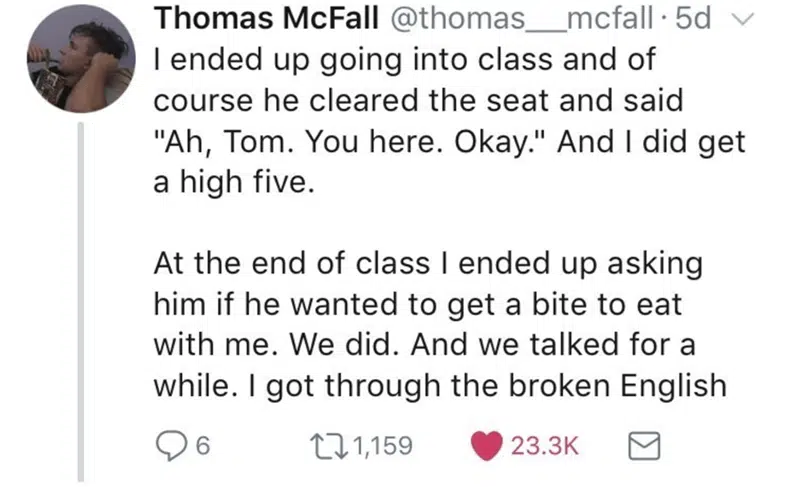 Thomas McFall @thomas__mcfall · 5d
I ended up going into class and of
course he cleared the seat and said
"Ah, Tom. You here. Okay." And I did get
a high five.
At the end of class I ended up asking
him if he wanted to get a bite to eat
with me. We did. And we talked for a
while. I got through the broken English
6 1,159 23.3K